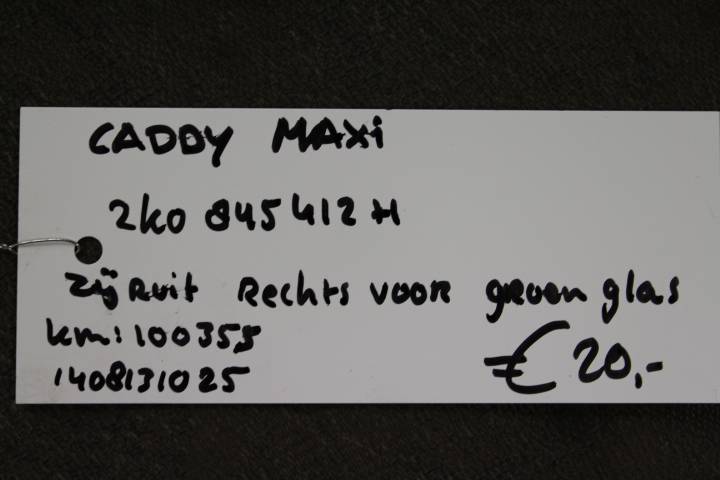 CADDY MAXi
2K0 845 412 H
Zijruit Rechts voor groen glas
km: 100355
1408131025
€ 20,-